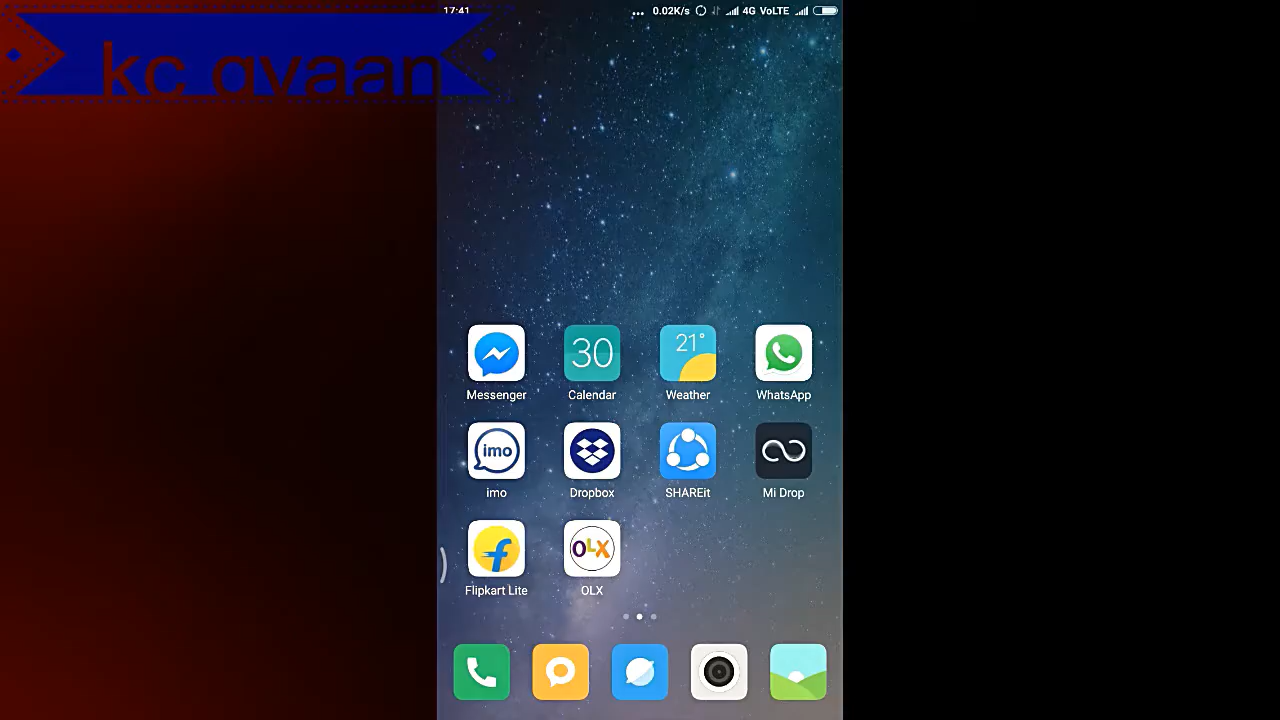 17:41
... 0.02K/s 4G VoLTE
kc gyaan
30
21°
Messenger
Calendar
Weather
WhatsApp
imo
imo
Dropbox
SHAREit
Mi Drop
OLX
Flipkart Lite
OLX